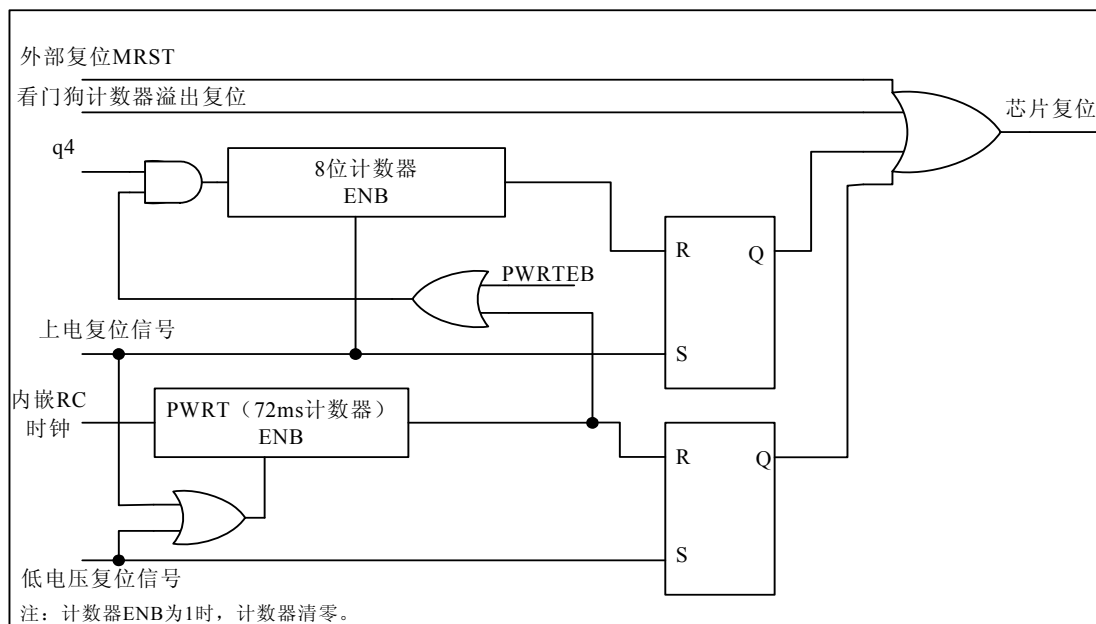 外部复位MRST
看门狗计数器溢出复位
芯片复位
q4
8位计数器
ENB
R
Q
PWRTEB
上电复位信号
S
内嵌RC
时钟
PWRT（72ms计数器）
ENB
R
Q
S
低电压复位信号
注：计数器ENB为1时，计数器清零。